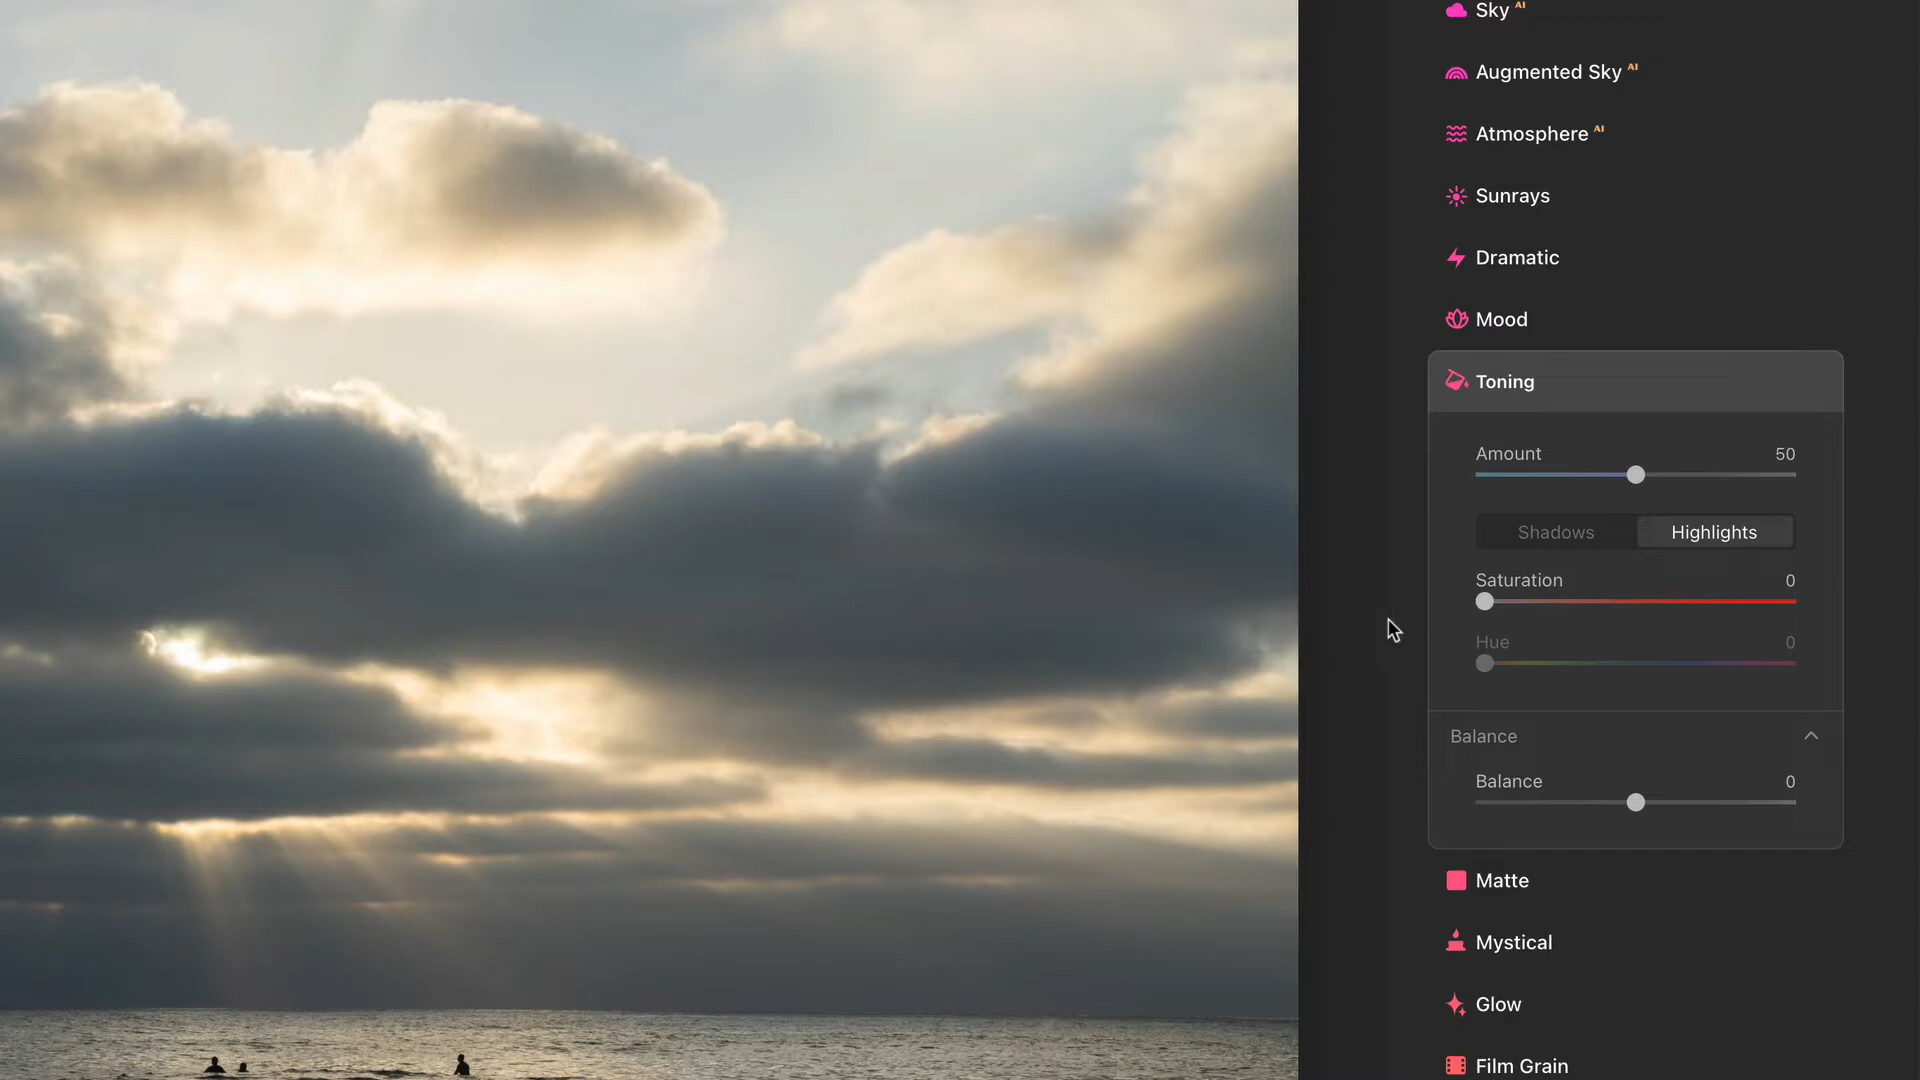 Sky AI
Augmented Sky AI
Atmosphere AI
Sunrays
Dramatic
Mood
Toning
Amount 50
Shadows Highlights
Saturation 0
Hue 0
Balance
Balance 0
Matte
Mystical
Glow
Film Grain